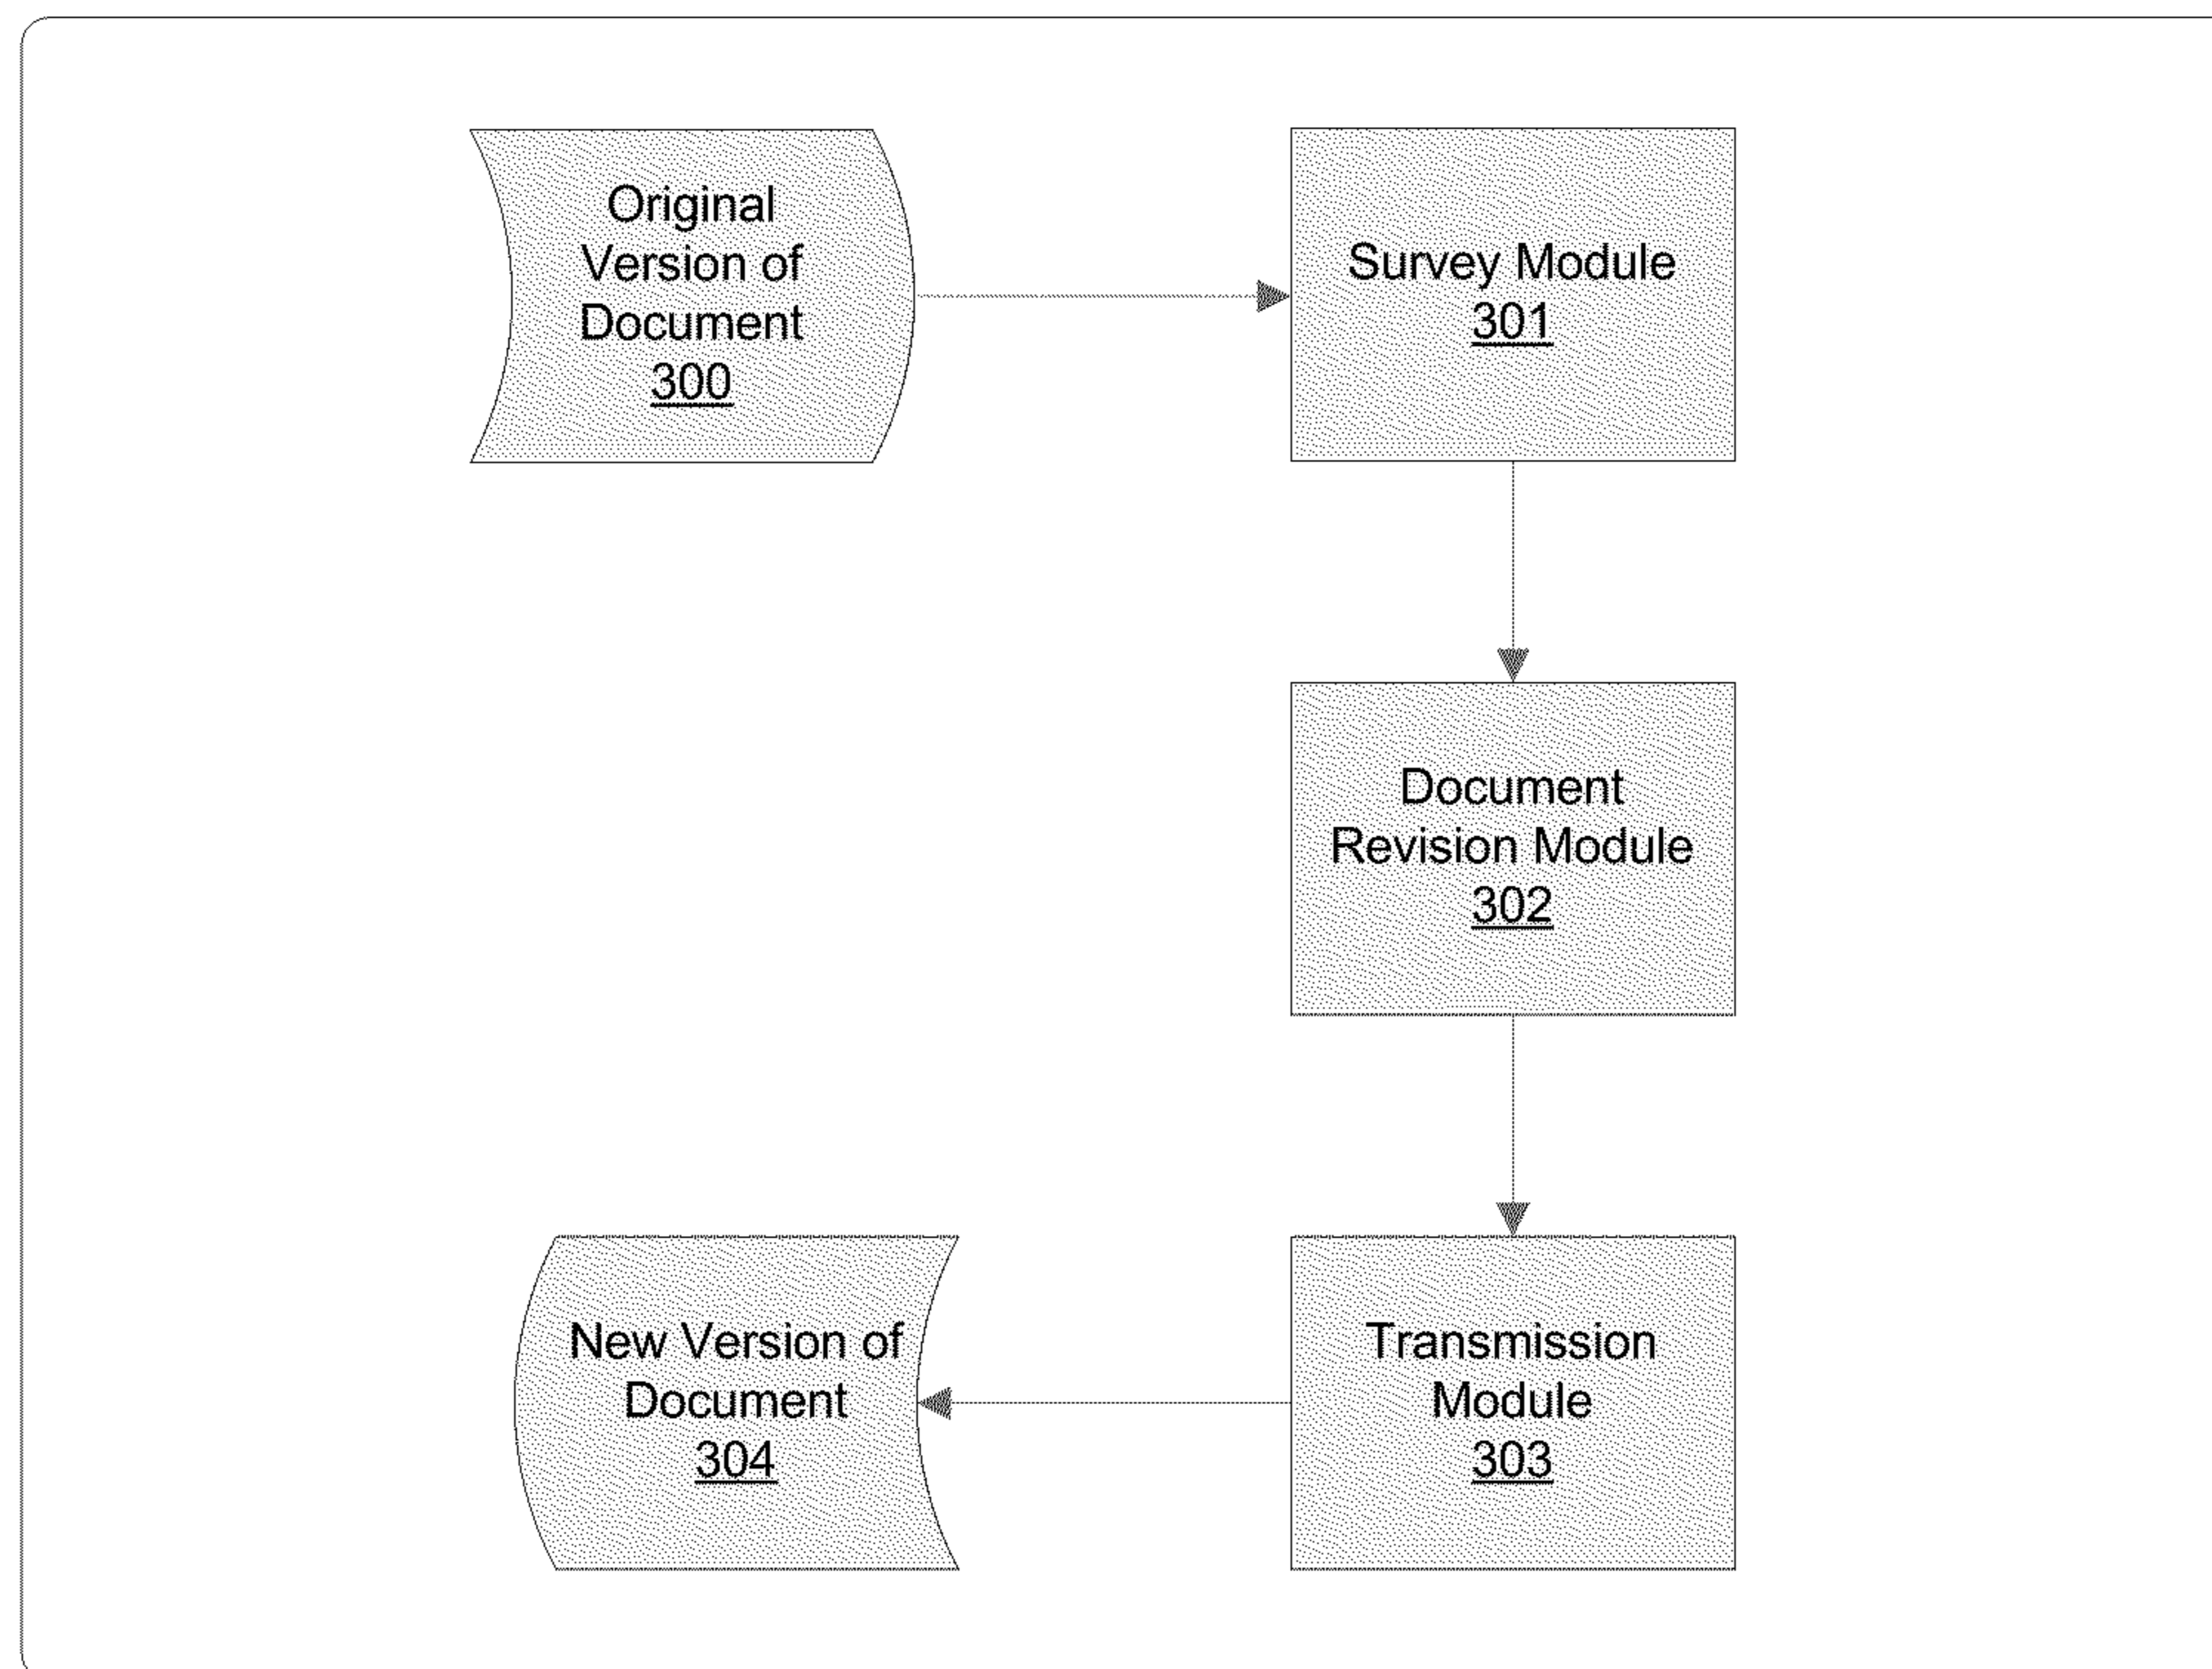 Original
Version of
Document
300
Survey Module
301
Document
Revision Module
302
Transmission
Module
303
New Version of
Document
304